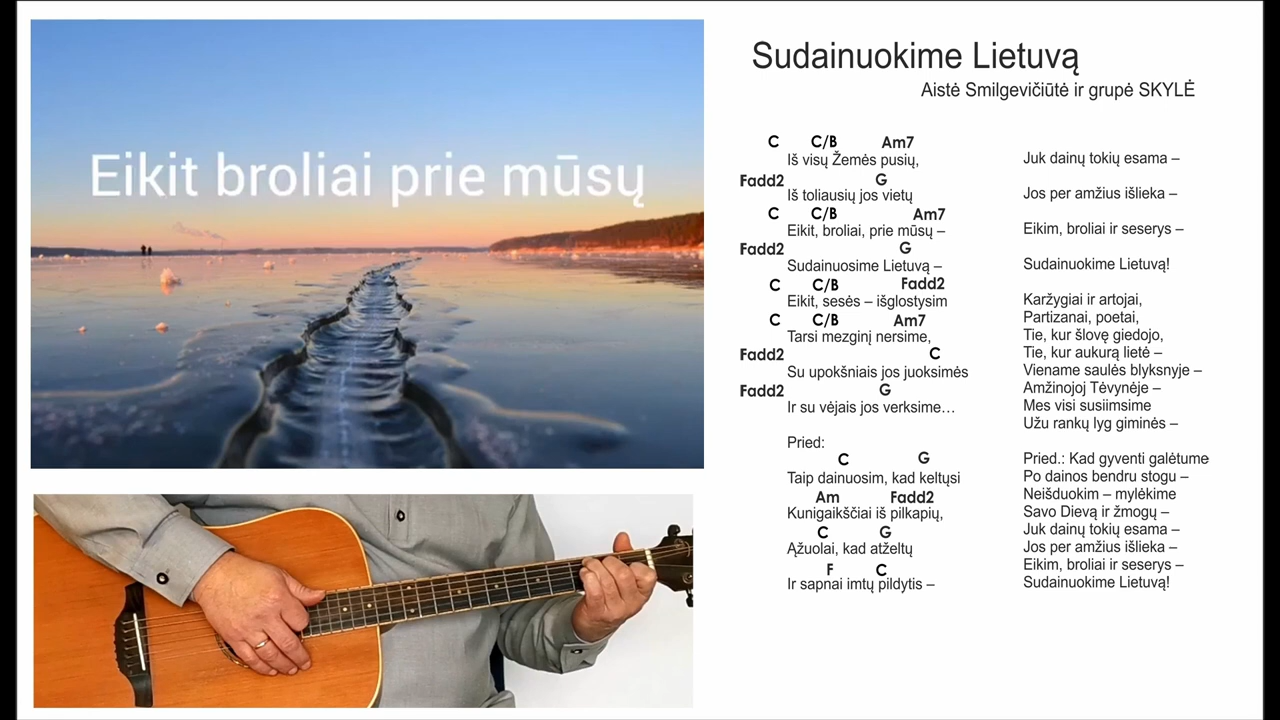 Eikit broliai prie mūsų
Sudainuokime Lietuvą
Aistė Smilgevičiūtė ir grupė SKYLĖ
C C/B Am7
Iš visų Žemės pusių,
Fadd2 G
Iš toliausių jos vietų
C C/B Am7
Eikit, broliai, prie mūsų –
Fadd2 G
Sudainuosime Lietuvą –
C C/B Fadd2
Eikit, sesės – išglostysim
C C/B Am7
Tarsi mezginį nersime,
Fadd2 C
Su upokšniais jos juoksimės
Fadd2 G
Ir su vėjais jos verksime…
Pried:
C G
Taip dainuosim, kad keltųsi
Am Fadd2
Kunigaikščiai iš pilkapių,
C G
Ąžuolai, kad atželtų
F C
Ir sapnai imtų pildytis –
Juk dainų tokių esama –
Jos per amžius išlieka –
Eikim, broliai ir seserys –
Sudainuokime Lietuvą!
Karžygiai ir artojai,
Partizanai, poetai,
Tie, kur šlovę giedojo,
Tie, kur aukurą lietė –
Viename saulės blyksnyje –
Amžinojoj Tėvynėje –
Mes visi susiimsime
Užu rankų lyg giminės –
Pried.: Kad gyventi galėtume
Po dainos bendru stogu –
Neišduokim – mylėkime
Savo Dievą ir žmogų –
Juk dainų tokių esama –
Jos per amžius išlieka –
Eikim, broliai ir seserys –
Sudainuokime Lietuvą!